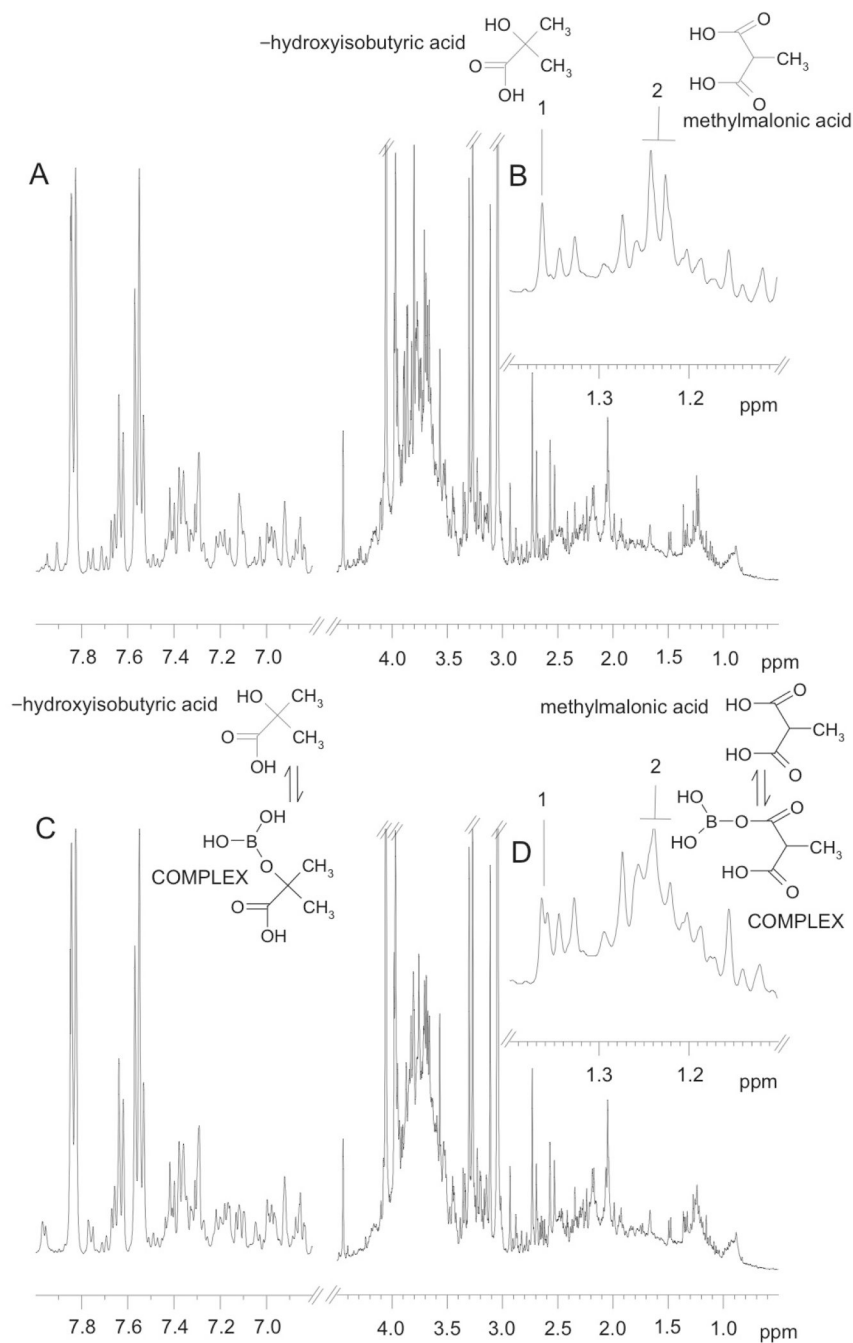 HO
–hydroxyisobutyric acid
CH₃
O
CH₃
OH
1
O
HO
CH₃
HO
O
2
methylmalonic acid
A
B
1.3 1.2 ppm
7.8 7.6 7.4 7.2 7.0 4.0 3.5 3.0 2.5 2.0 1.5 1.0 ppm
–hydroxyisobutyric acid
HO
CH₃
O
CH₃
OH
methylmalonic acid
O
HO
CH₃
HO
O
C
OH
HO
B
O
COMPLEX
CH₃
CH₃
O
OH
D
1
2
HO
B
O
O
HO
CH₃
HO
O
COMPLEX
1.3 1.2 ppm
7.8 7.6 7.4 7.2 7.0 4.0 3.5 3.0 2.5 2.0 1.5 1.0 ppm